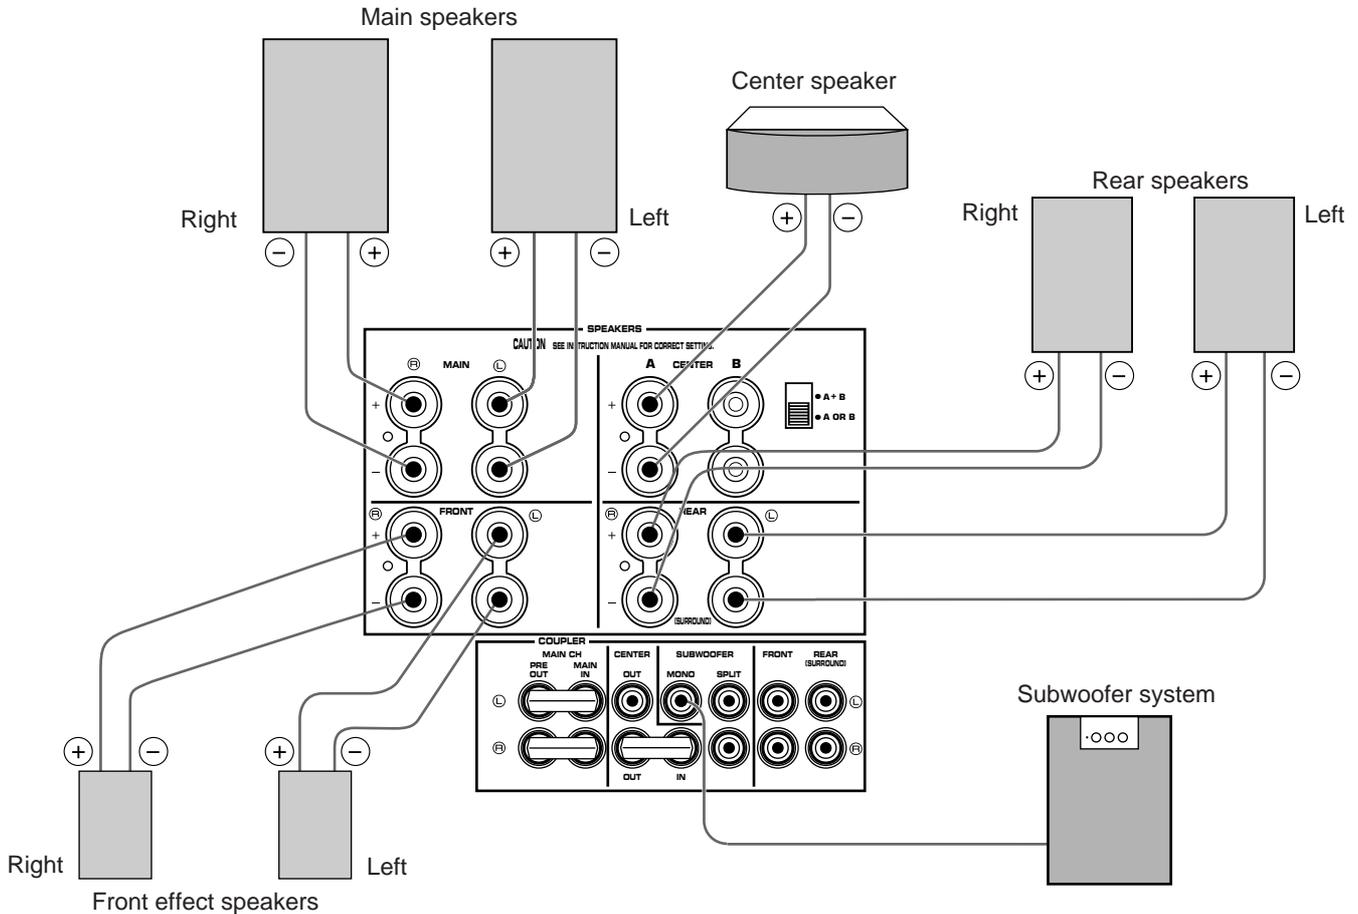 Main speakers
Center speaker
Rear speakers
Right
Left
+
−
Right
Left
−
+
+
−
+
−
+
−
SPEAKERS
CAUTION SEE INSTRUCTION MANUAL FOR CORRECT SETTING.
R MAIN L
A CENTER B
+
+
A + B
A OR B
−
−
R FRONT L
R REAR L
+
+
−
−
(SURROUND)
COUPLER
MAIN CH
CENTER
SUBWOOFER
FRONT
REAR
(SURROUND)
PRE OUT
MAIN IN
OUT
MONO
SPLIT
L
L
R
R
OUT
IN
Subwoofer system
+
−
+
−
Right
Left
Front effect speakers